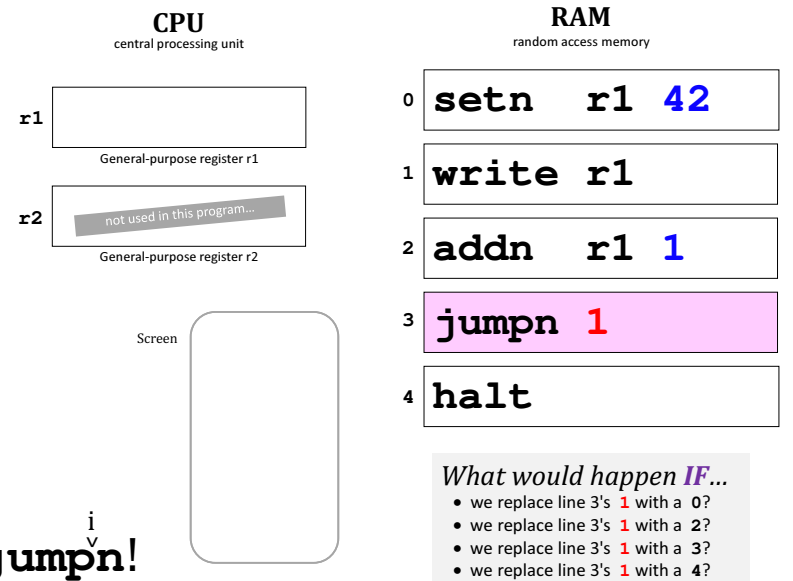 CPU
central processing unit
r1
General-purpose register r1
r2
not used in this program...
General-purpose register r2
Screen
i
jumpn!
RAM
random access memory
0 setn r1 42
1 write r1
2 addn r1 1
3 jumpn 1
4 halt
What would happen IF...
• we replace line 3's 1 with a 0?
• we replace line 3's 1 with a 2?
• we replace line 3's 1 with a 3?
• we replace line 3's 1 with a 4?